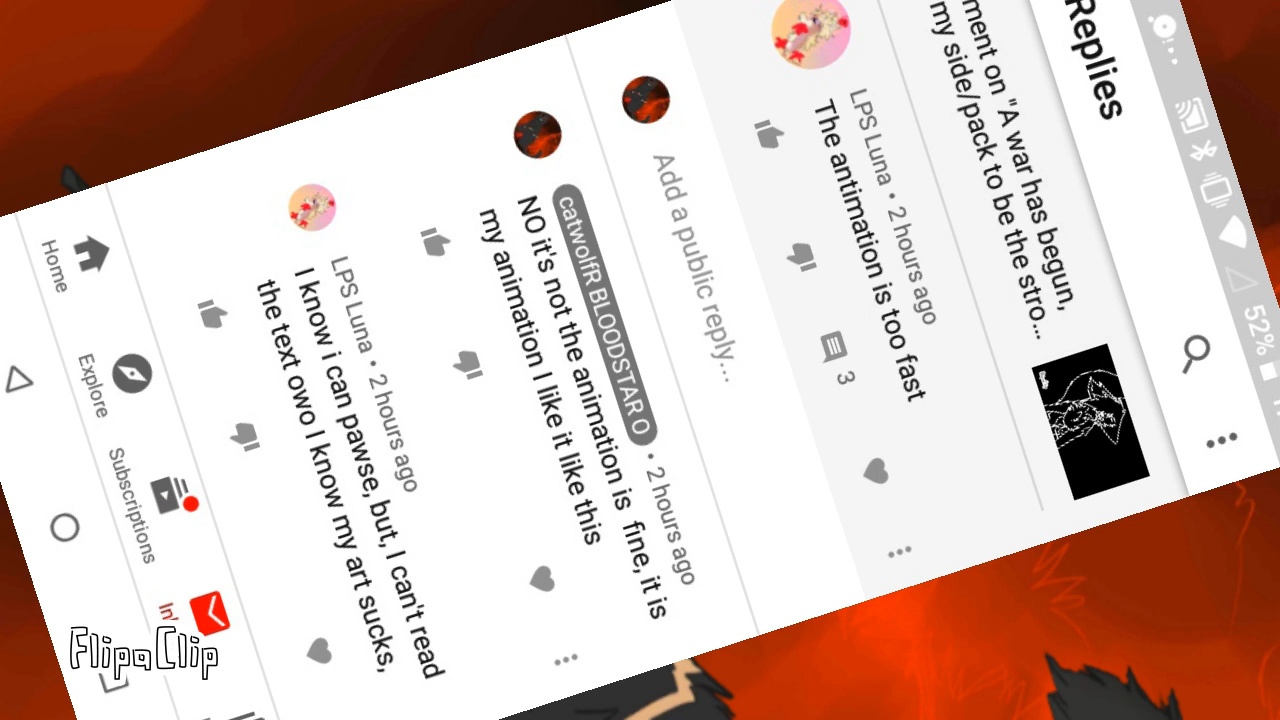 52%
Replies
ment on "A war has begun,
my side/pack to be the stro...
LPS Luna • 2 hours ago
The antimation is too fast
3
Add a public reply...
catwolfR BLOODSTAR O • 2 hours ago
NO it's not the animation is fine, it is
my animation I like it like this
LPS Luna • 2 hours ago
I know i can pawse, but, I can't read
the text owo I know my art sucks,
Home
Explore
Subscriptions
FlipaClip